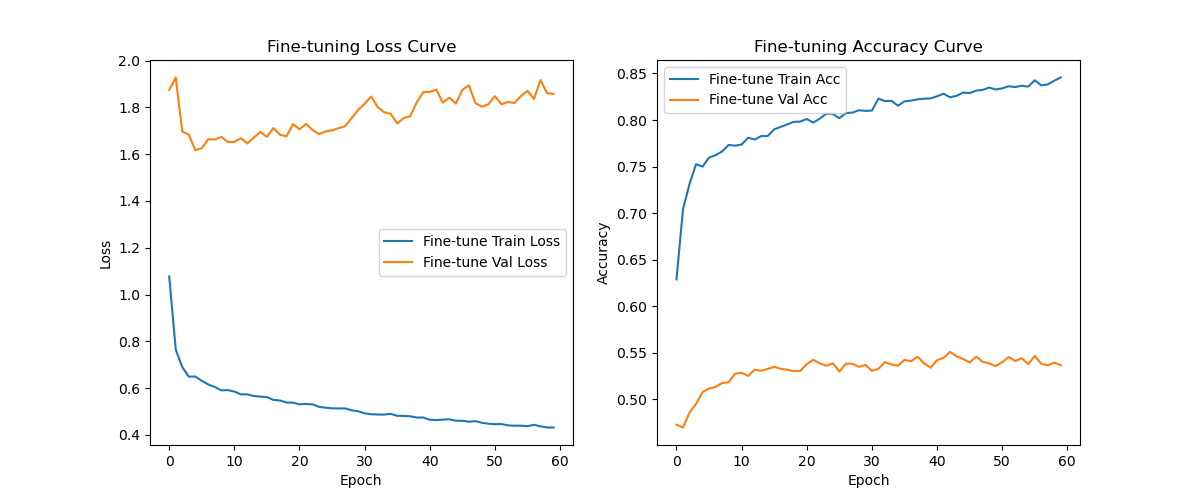 Fine-tuning Loss Curve
2.0
1.8
1.6
1.4
1.2
1.0
0.8
0.6
0.4
Loss
Fine-tune Train Loss
Fine-tune Val Loss
0 10 20 30 40 50 60
Epoch
Fine-tuning Accuracy Curve
Fine-tune Train Acc
Fine-tune Val Acc
0.85
0.80
0.75
0.70
0.65
0.60
0.55
0.50
Accuracy
0 10 20 30 40 50 60
Epoch